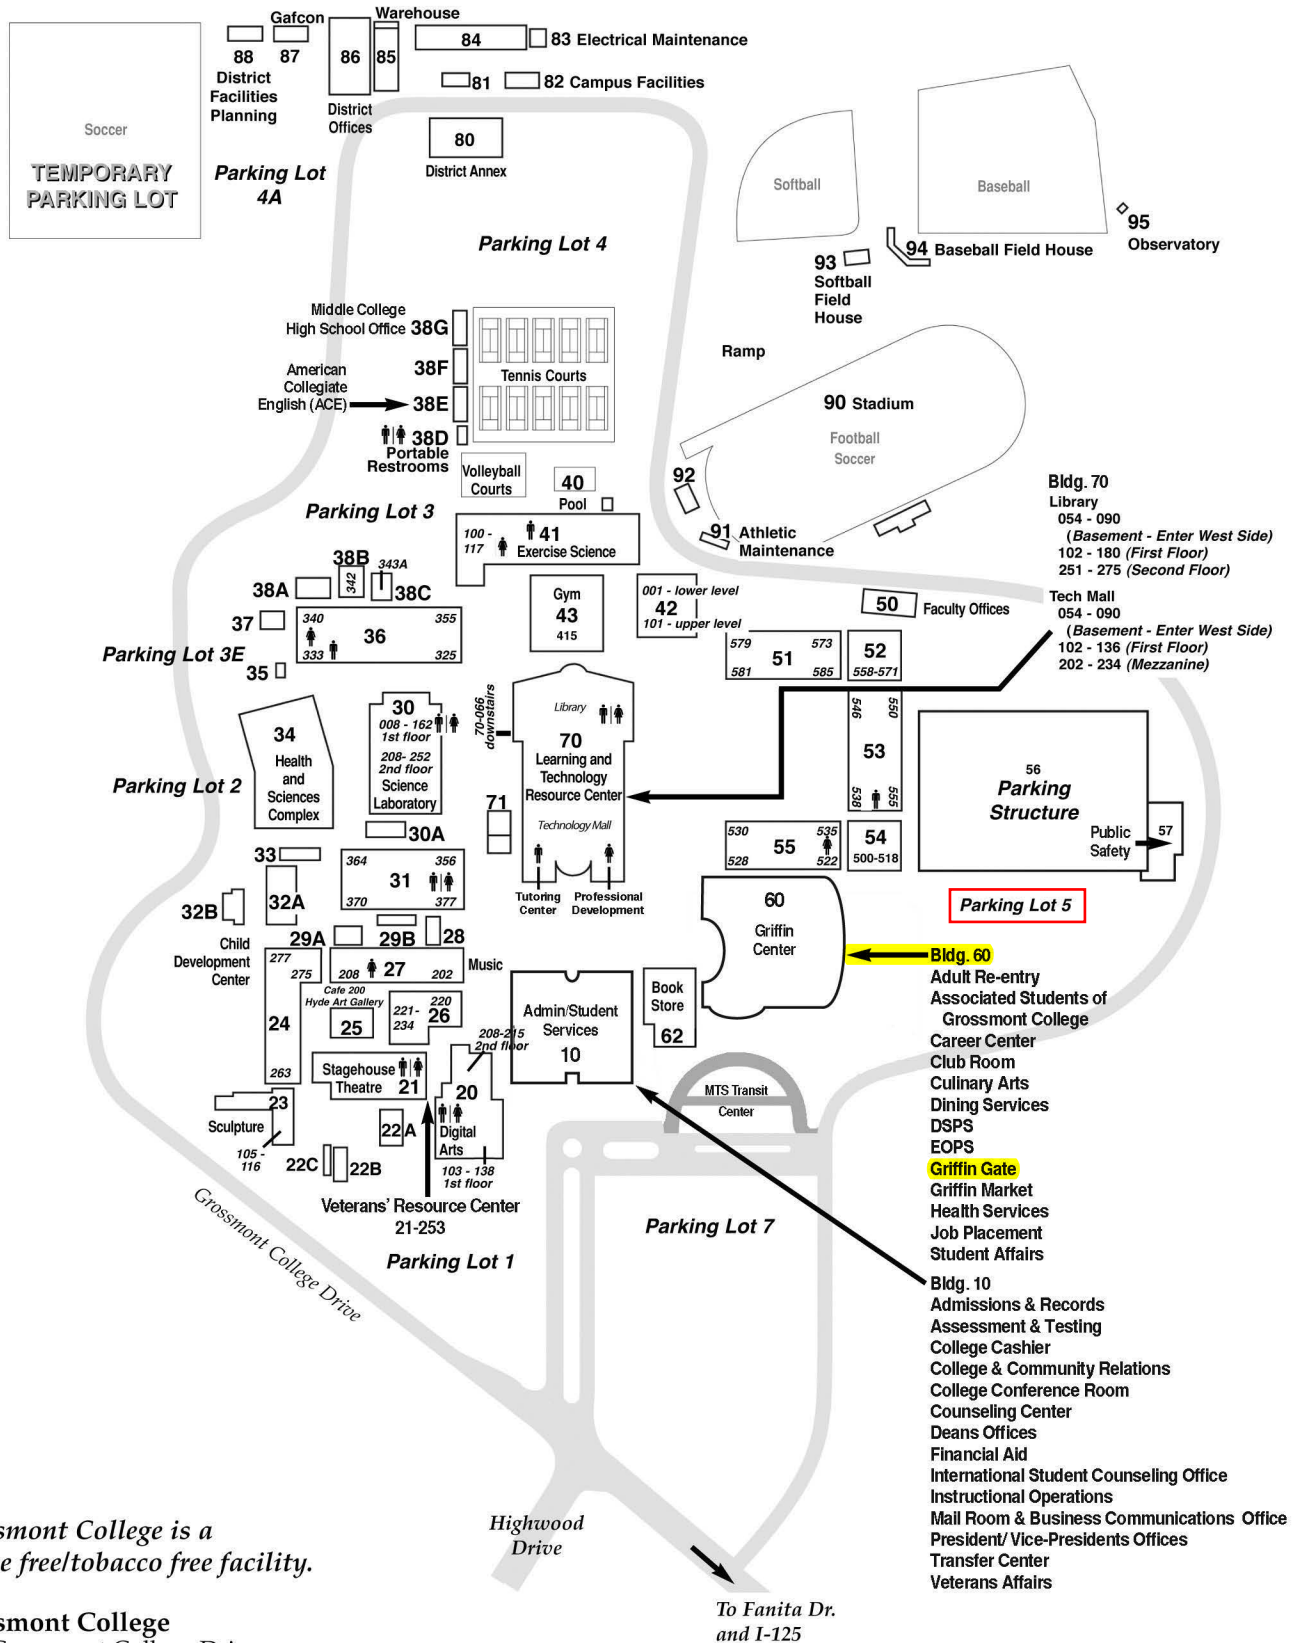 Gafcon
Warehouse
88
87
86
85
84
83 Electrical Maintenance
District
Facilities
Planning
District
Offices
81
82 Campus Facilities
80
District Annex
Soccer
TEMPORARY
PARKING LOT
Parking Lot
4A
Parking Lot 4
Softball
Baseball
95
Observatory
94 Baseball Field House
93
Softball
Field
House
Middle College
High School Office 38G
38F
American
Collegiate
English (ACE)
38E
38D
Portable
Restrooms
Tennis Courts
Volleyball
Courts
40
Pool
Ramp
90 Stadium
Football
Soccer
92
91 Athletic
Maintenance
Parking Lot 3
100 -
117
41
Exercise Science
38B
342
343A
38A
38C
37
340
355
36
333
325
Parking Lot 3E
35
Gym
43
415
001 - lower level
42
101 - upper level
50
Faculty Offices
579
573
51
581
585
52
558-571
Bldg. 70
Library
054 - 090
(Basement - Enter West Side)
102 - 180 (First Floor)
251 - 275 (Second Floor)
Tech Mall
054 - 090
(Basement - Enter West Side)
102 - 136 (First Floor)
202 - 234 (Mezzanine)
34
Health
and
Sciences
Complex
Parking Lot 2
30
008 - 162
1st floor
208- 252
2nd floor
Science
Laboratory
70-066
downstairs
Library
70
Learning and
Technology
Resource Center
Technology Mall
71
Tutoring
Center
Professional
Development
546
550
53
538
555
56
Parking
Structure
Public
Safety
57
530
535
55
528
522
54
500-518
30A
33
364
356
31
370
377
32A
32B
Child
Development
Center
29A
29B
28
277
275
24
263
208
27
202
Music
Cafe 200
Hyde Art Gallery
25
221-
234
220
26
208-215
2nd floor
60
Griffin
Center
Parking Lot 5
Book
Store
62
Admin/Student
Services
10
Stagehouse
Theatre
21
20
Digital
Arts
103 - 138
1st floor
23
Sculpture
105 -
116
22A
22C
22B
Veterans' Resource Center
21-253
MTS Transit
Center
Parking Lot 7
Parking Lot 1
Grossmont College Drive
Bldg. 60
Adult Re-entry
Associated Students of
Grossmont College
Career Center
Club Room
Culinary Arts
Dining Services
DSPS
EOPS
Griffin Gate
Griffin Market
Health Services
Job Placement
Student Affairs
Bldg. 10
Admissions & Records
Assessment & Testing
College Cashier
College & Community Relations
College Conference Room
Counseling Center
Deans Offices
Financial Aid
International Student Counseling Office
Instructional Operations
Mail Room & Business Communications Office
President/ Vice-Presidents Offices
Transfer Center
Veterans Affairs
Highwood
Drive
To Fanita Dr.
and I-125
smont College is a
e free/tobacco free facility.
smont College